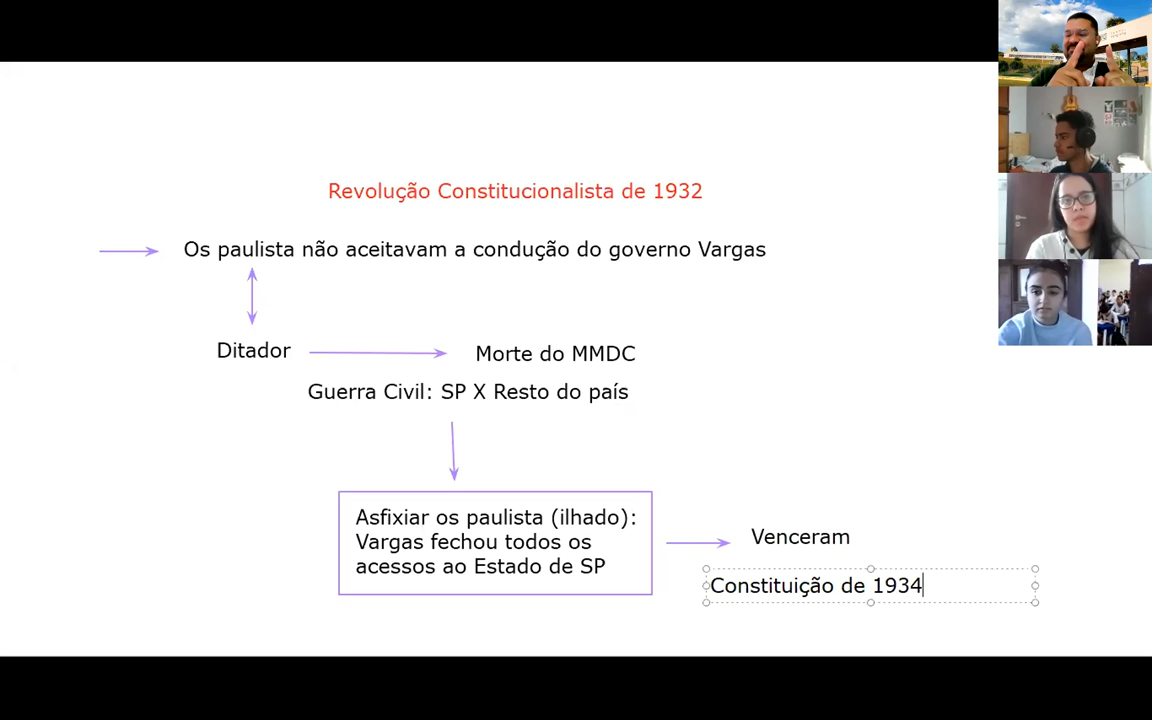 Revolução Constitucionalista de 1932
Os paulista não aceitavam a condução do governo Vargas
Ditador
Morte do MMDC
Guerra Civil: SP X Resto do país
Asfixiar os paulista (ilhado):
Vargas fechou todos os
acessos ao Estado de SP
Venceram
Constituição de 1934